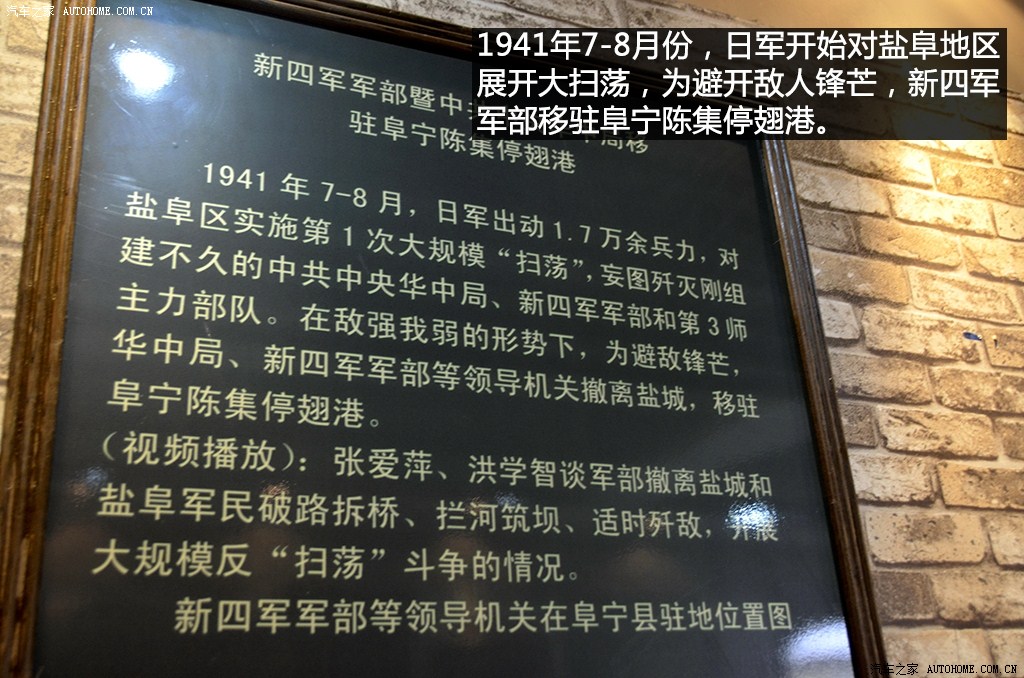 汽车之家 AUTOHOME.COM.CN
1941年7-8月份，日军开始对盐阜地区
展开大扫荡，为避开敌人锋芒，新四军
军部移驻阜宁陈集停翅港。
新四军军部暨中共
局移
驻阜宁陈集停翅港
1941年7-8月，日军出动1.7万余兵力，对
盐阜区实施第1次大规模“扫荡”，妄图歼灭刚组
建不久的中共中央华中局、新四军军部和第3师
主力部队。在敌强我弱的形势下，为避敌锋芒，
华中局、新四军军部等领导机关撤离盐城，移驻
阜宁陈集停翅港。
（视频播放）：张爱萍、洪学智谈军部撤离盐城和
盐阜军民破路拆桥、拦河筑坝、适时歼敌，开展
大规模反“扫荡”斗争的情况。
新四军军部等领导机关在阜宁县驻地位置图
汽车之家 AUTOHOME.COM.CN